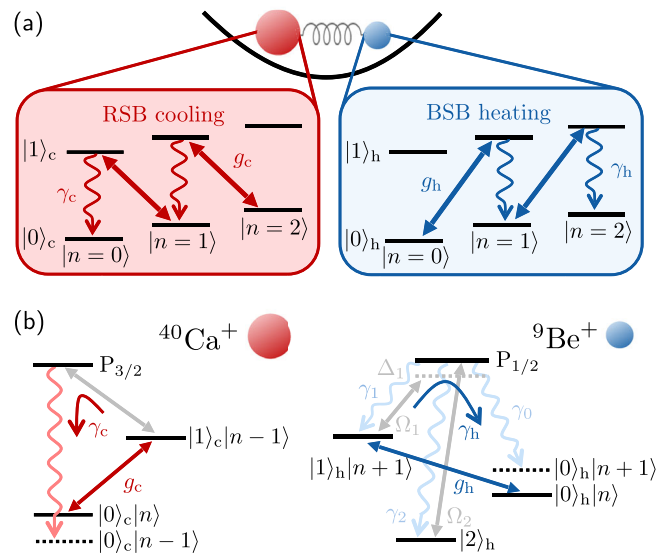 (a)
RSB cooling
BSB heating
|1⟩c
gc
γc
|0⟩c
|n = 0⟩
|n = 1⟩
|n = 2⟩
|1⟩h
gh
γh
|0⟩h
|n = 0⟩
|n = 1⟩
|n = 2⟩
(b)
40Ca+
9Be+
P3/2
γc
|1⟩c|n − 1⟩
gc
|0⟩c|n⟩
|0⟩c|n − 1⟩
P1/2
Δ1
γ1
Ω1
γh
γ0
|1⟩h|n + 1⟩
|0⟩h|n + 1⟩
gh
|0⟩h|n⟩
γ2
Ω2
|2⟩h